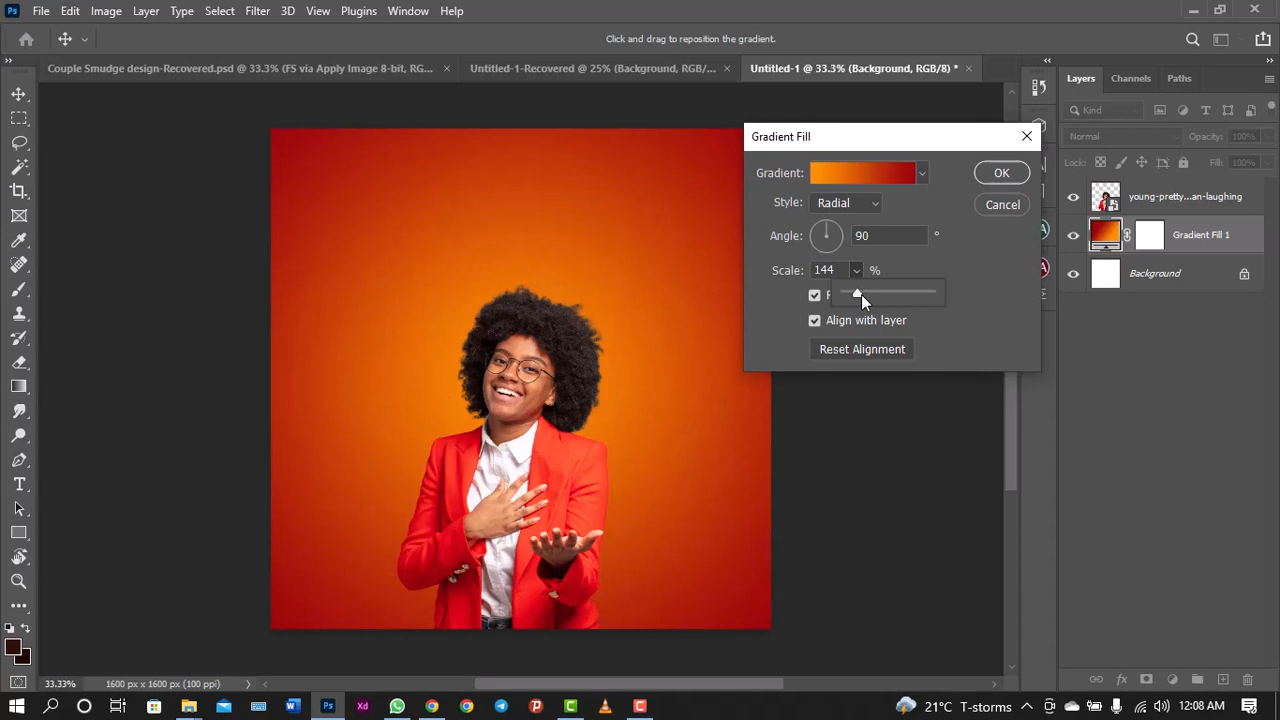 Ps File Edit Image Layer Type Select Filter 3D View Plugins Window Help
Click and drag to reposition the gradient.
Couple Smudge design-Recovered.psd @ 33.3% (FS via Apply Image 8-bit, RG...
Untitled-1-Recovered @ 25% (Background, RGB/...
Untitled-1 @ 33.3% (Background, RGB/8) *
Layers Channels Paths
Kind
Normal Opacity: 100%
Lock: Fill: 100%
young-pretty...an-laughing
Gradient Fill 1
Background
Gradient Fill
Gradient: OK
Style: Radial Cancel
Angle: 90 °
Scale: 144 %
Align with layer
Reset Alignment
33.33% 1600 px x 1600 px (100 ppi)
W Ps Xd
21°C T-storms 12:08 AM